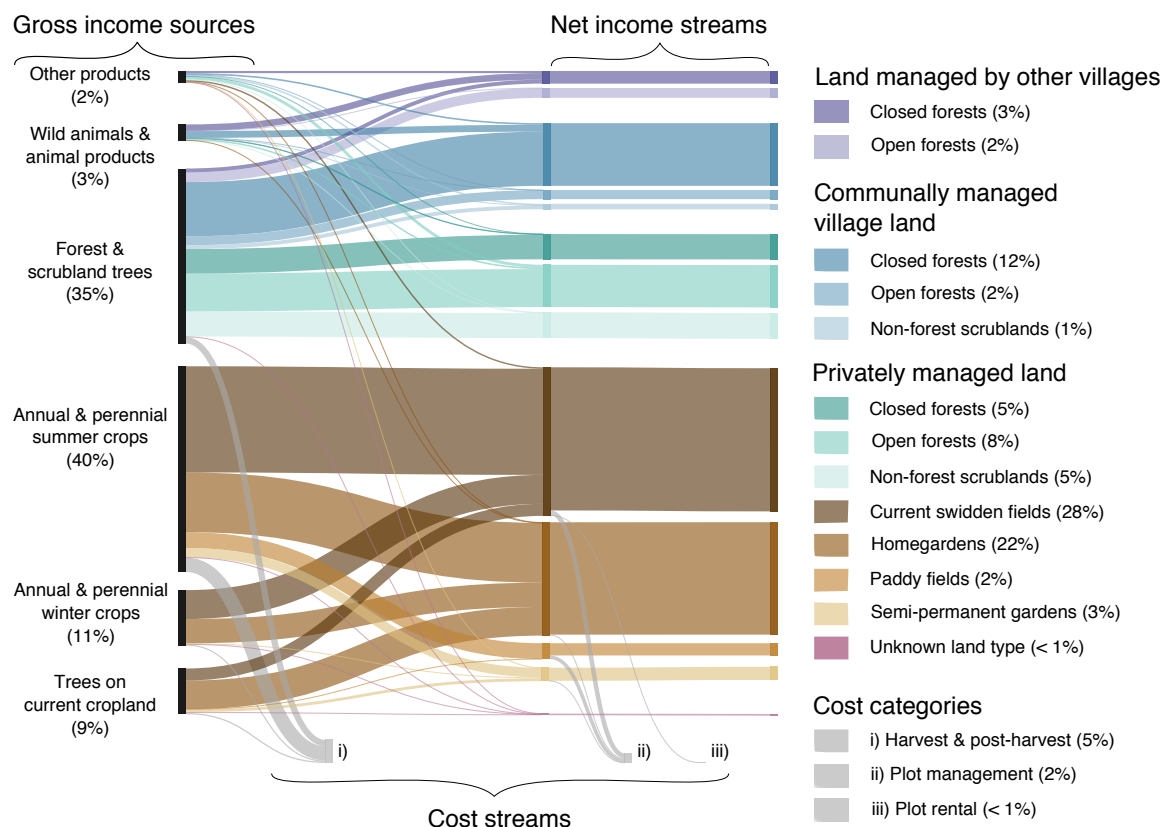 Gross income sources
Net income streams
Other products
(2%)
Wild animals &
animal products
(3%)
Forest &
scrubland trees
(35%)
Annual & perennial
summer crops
(40%)
Annual & perennial
winter crops
(11%)
Trees on
current cropland
(9%)
i)
ii)
iii)
Cost streams
Land managed by other villages
Closed forests (3%)
Open forests (2%)
Communally managed
village land
Closed forests (12%)
Open forests (2%)
Non-forest scrublands (1%)
Privately managed land
Closed forests (5%)
Open forests (8%)
Non-forest scrublands (5%)
Current swidden fields (28%)
Homegardens (22%)
Paddy fields (2%)
Semi-permanent gardens (3%)
Unknown land type (< 1%)
Cost categories
i) Harvest & post-harvest (5%)
ii) Plot management (2%)
iii) Plot rental (< 1%)